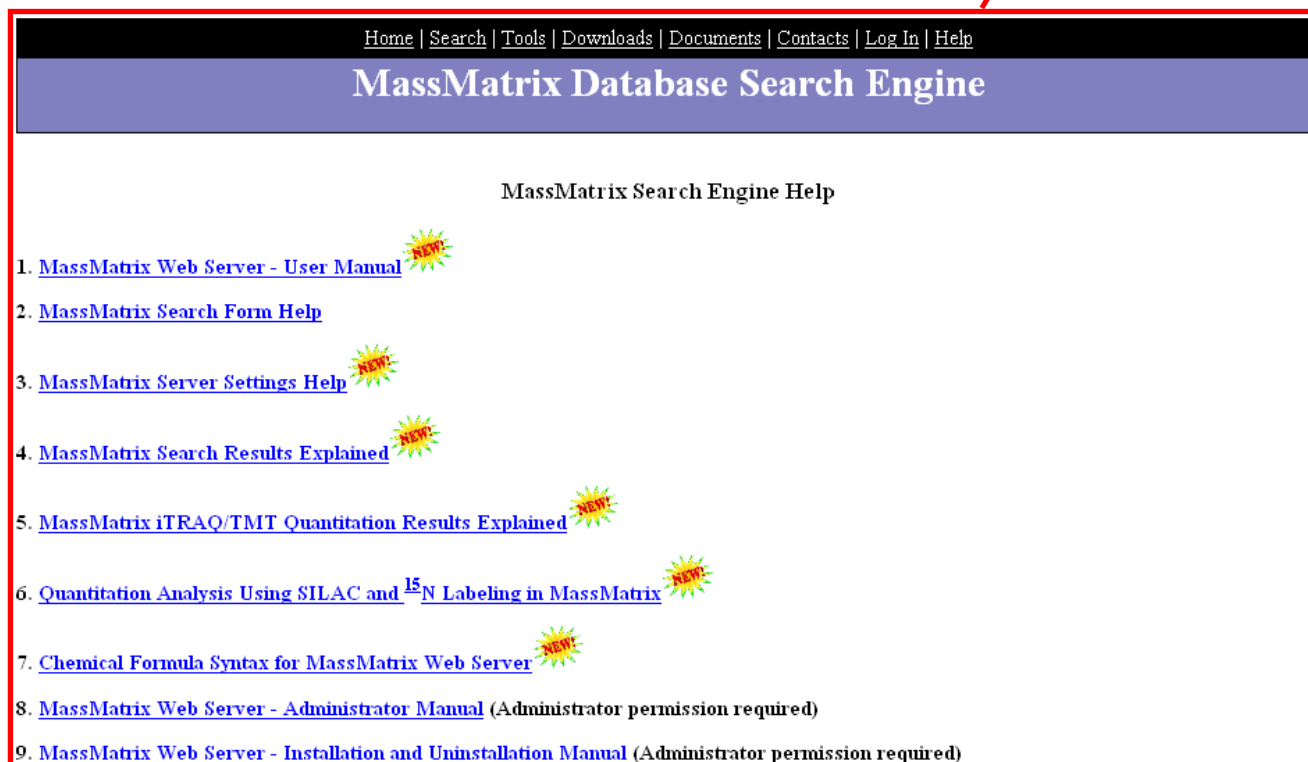 Home | Search | Tools | Downloads | Documents | Contacts | Log In | Help
MassMatrix Database Search Engine
MassMatrix Search Engine Help
1. MassMatrix Web Server - User Manual NEW!
2. MassMatrix Search Form Help
3. MassMatrix Server Settings Help NEW!
4. MassMatrix Search Results Explained NEW!
5. MassMatrix iTRAQ/TMT Quantitation Results Explained NEW!
6. Quantitation Analysis Using SILAC and 15N Labeling in MassMatrix NEW!
7. Chemical Formula Syntax for MassMatrix Web Server NEW!
8. MassMatrix Web Server - Administrator Manual (Administrator permission required)
9. MassMatrix Web Server - Installation and Uninstallation Manual (Administrator permission required)